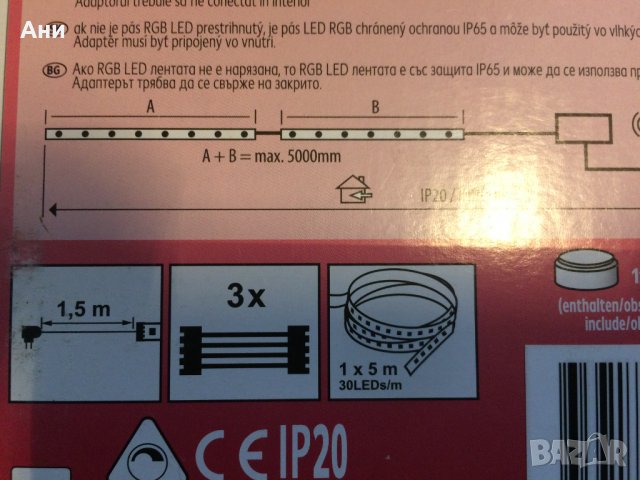 Adaptorul trebuie să fie conectat în interior
Ани
ak nie je pás RGB LED prestrihnutý, je pás LED RGB chránený ochranou IP65 a môže byť použitý vo vlhkýc
Adaptér musí byť pripojený vo vnútri.
BG Ако RGB LED лентата не е нарязана, то RGB LED лентата е със защита IP65 и може да се използва пр
Адаптерът трябва да се свърже на закрито.
A B
A + B = max. 5000mm
IP20 /
1,5 m
3x
1 x 5 m
30LEDs/m
1
(enthalten/obs
include/ob
CE IP20
BAZAR